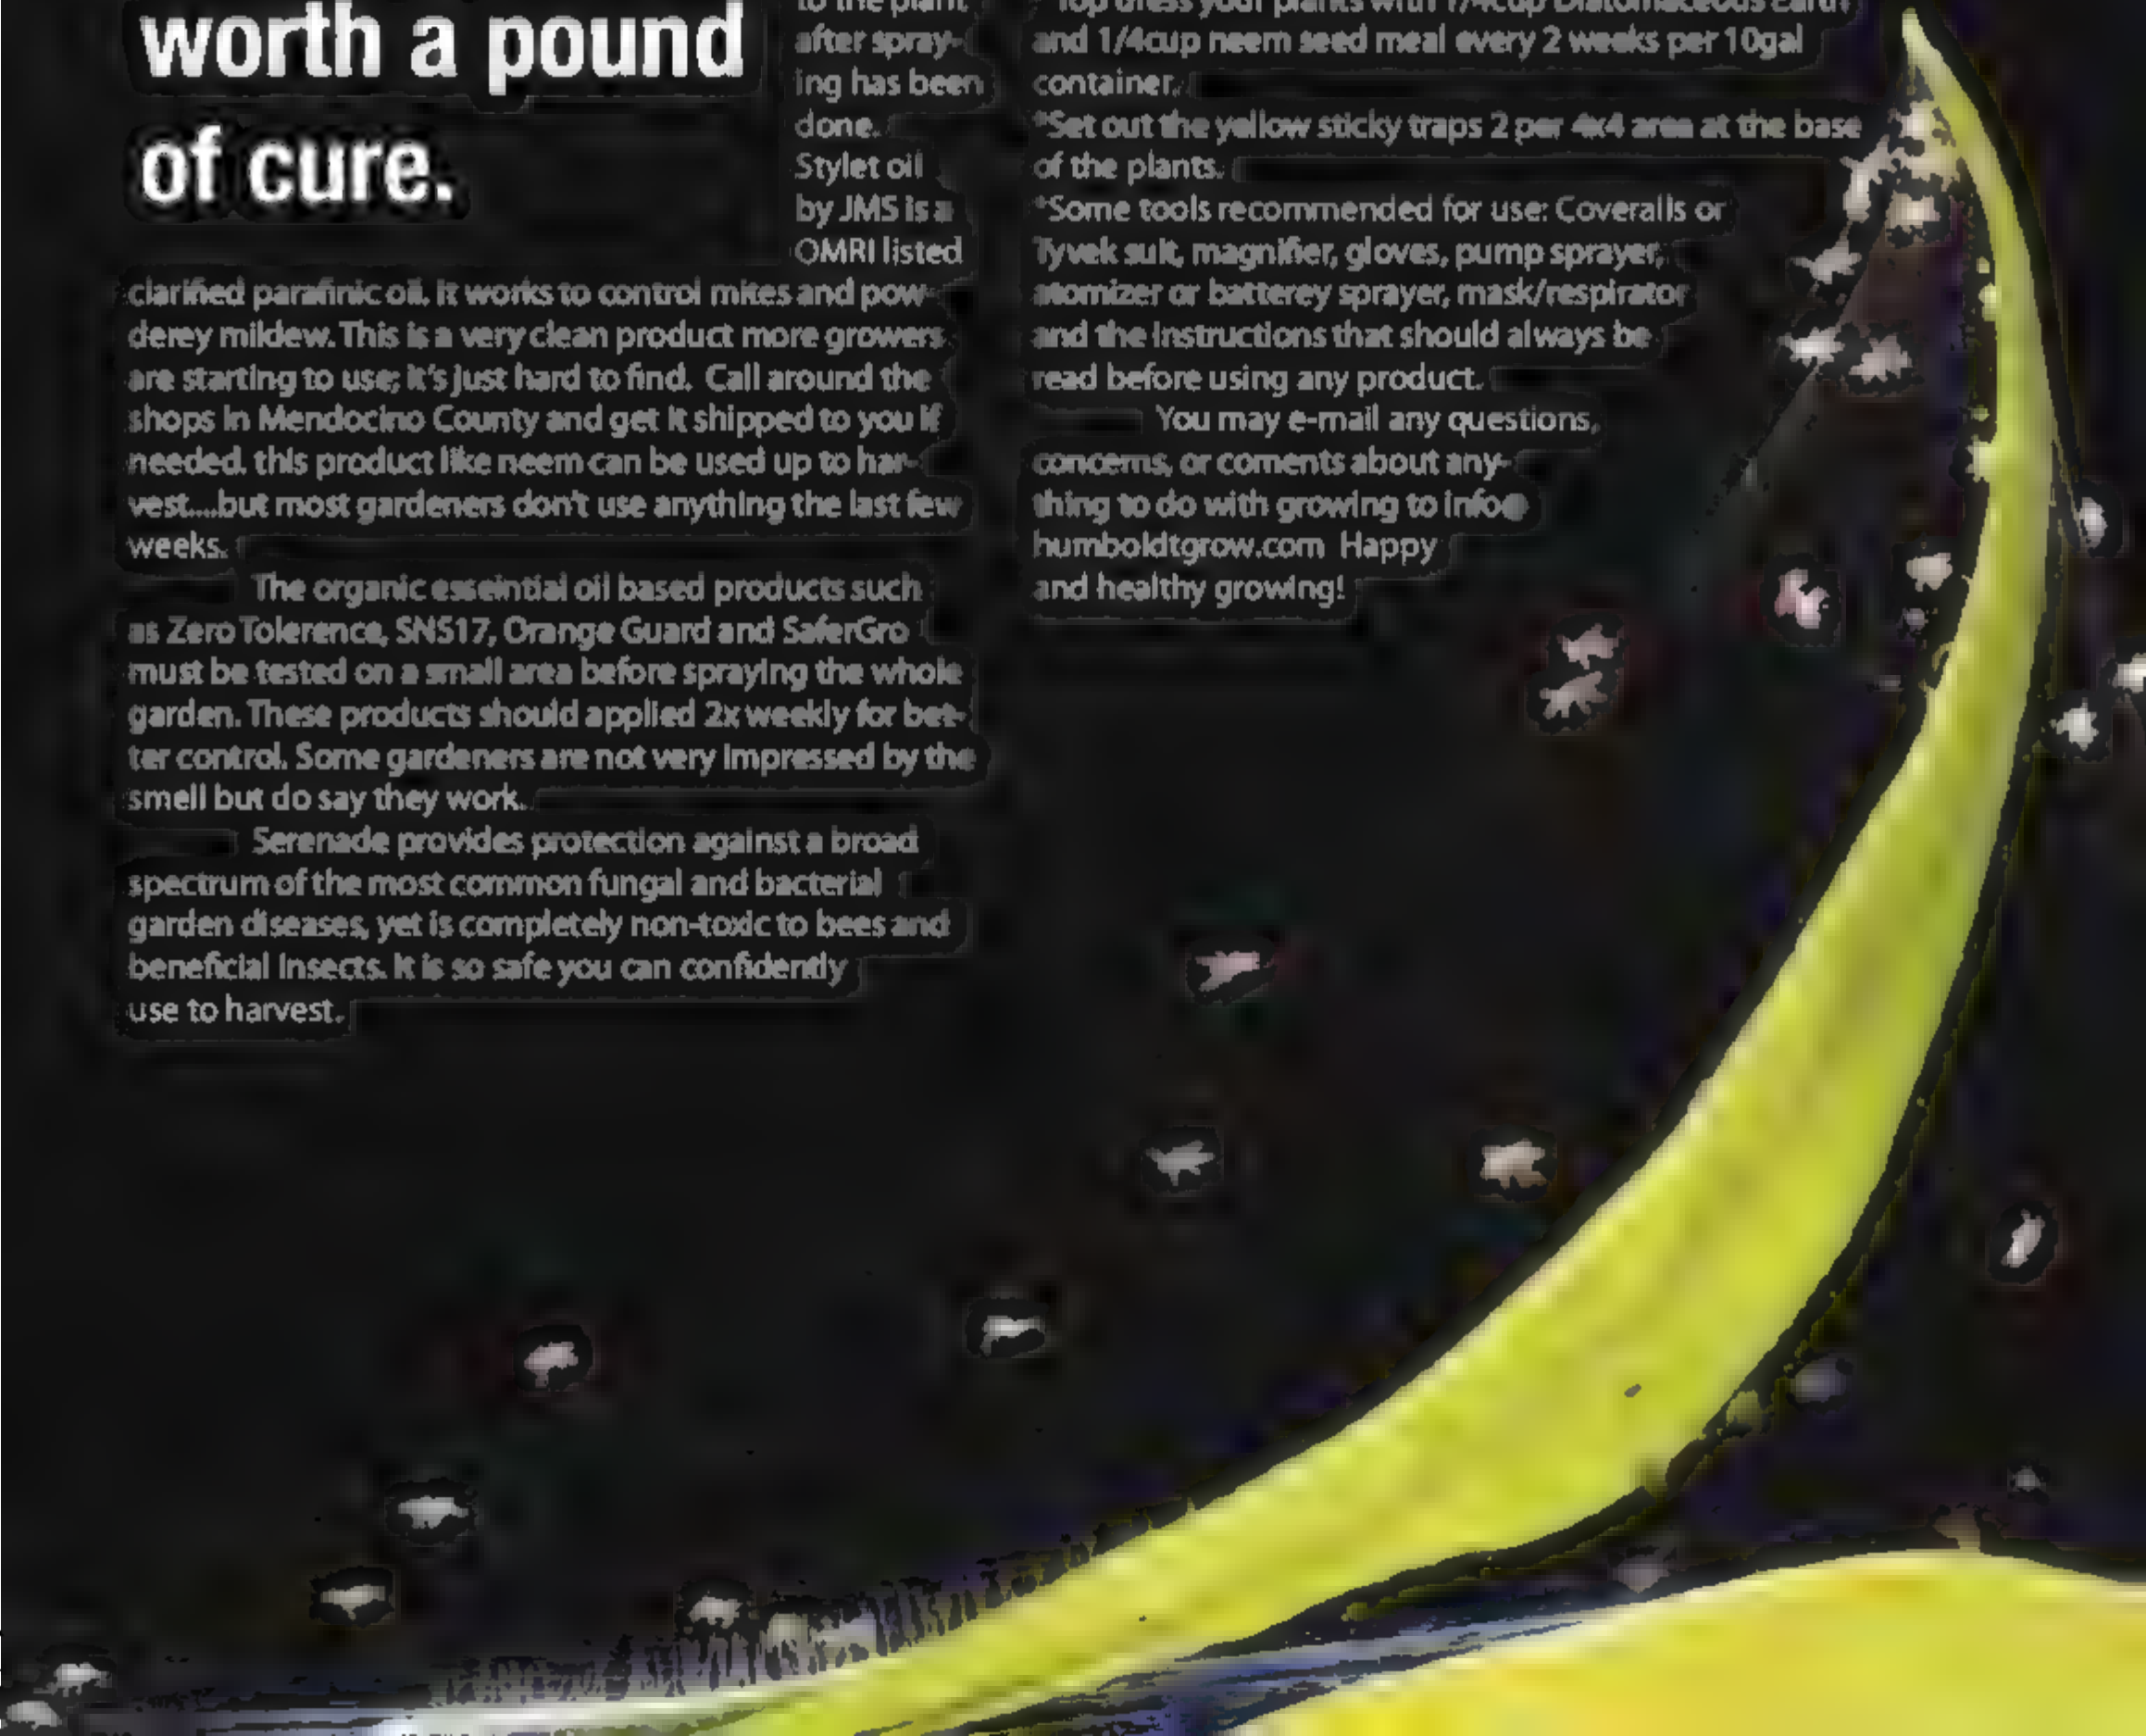 worth a pound
of cure.
to the plant
after spray-
ing has been
done.
Stylet oil
by JMS is a
OMRI listed
clarified parafinic oil. It works to control mites and pow-
derey mildew. This is a very clean product more growers
are starting to use; it's just hard to find. Call around the
shops in Mendocino County and get it shipped to you if
needed. this product like neem can be used up to har-
vest....but most gardeners don't use anything the last few
weeks.
The organic esseintial oil based products such
as Zero Tolerence, SNS17, Orange Guard and SaferGro
must be tested on a small area before spraying the whole
garden. These products should applied 2x weekly for bet-
ter control. Some gardeners are not very impressed by the
smell but do say they work.
Serenade provides protection against a broad
spectrum of the most common fungal and bacterial
garden diseases, yet is completely non-toxic to bees and
beneficial insects. It is so safe you can confidently
use to harvest.
*Top dress your plants with 1/4cup Diatomaceous Earth
and 1/4cup neem seed meal every 2 weeks per 10gal
container.
*Set out the yellow sticky traps 2 per 4x4 area at the base
of the plants.
*Some tools recommended for use: Coveralls or
Tyvek suit, magnifier, gloves, pump sprayer,
atomizer or batterey sprayer, mask/respirator
and the instructions that should always be
read before using any product.
You may e-mail any questions,
concerns, or coments about any-
thing to do with growing to info@
humboldtgrow.com Happy
and healthy growing!